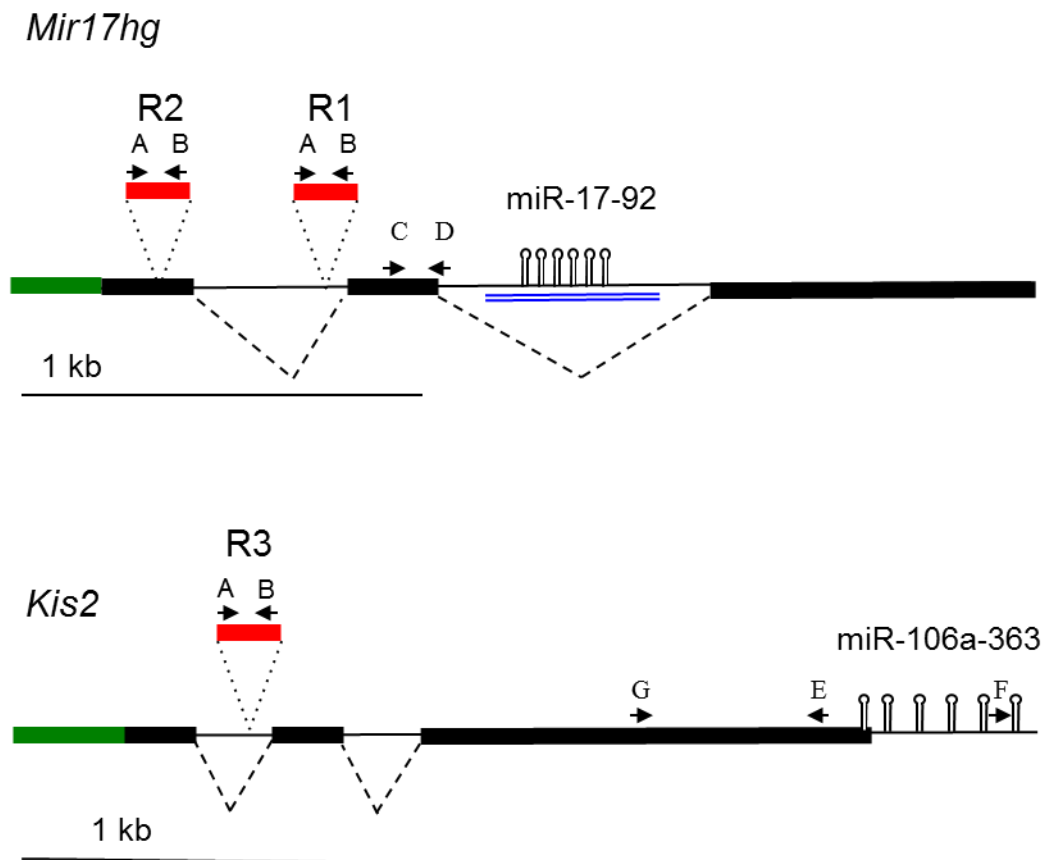 Mir17hg
R2 R1
A B A B
miR-17-92
C D
1 kb
R3
A B
Kis2
miR-106a-363
G E F
1 kb